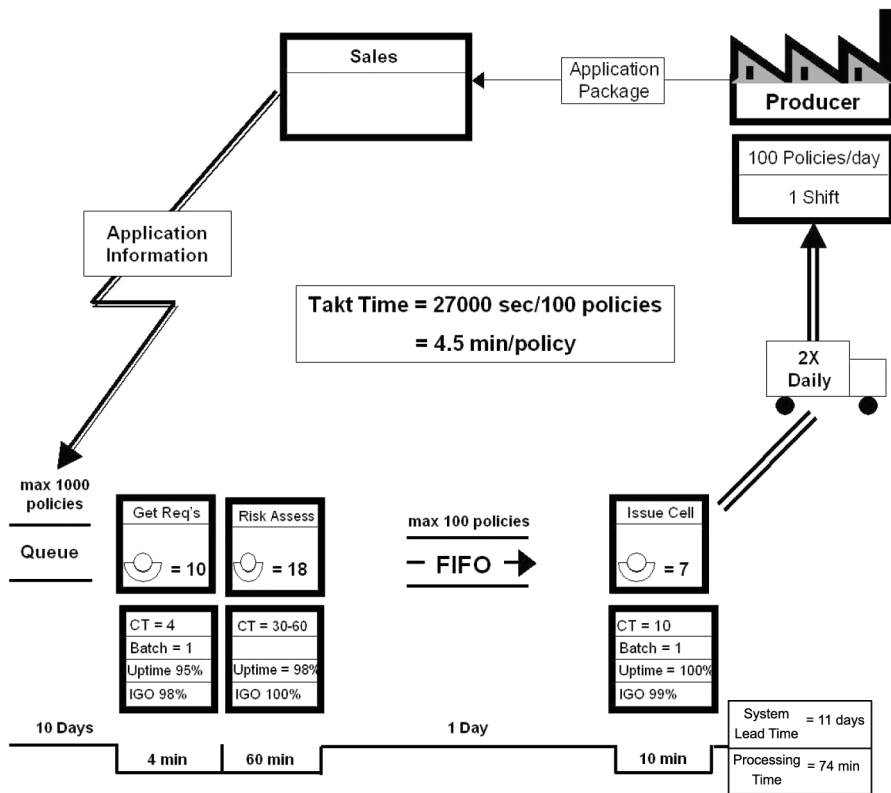 Sales
Application
Package
Producer
100 Policies/day
1 Shift
Application
Information
Takt Time = 27000 sec/100 policies
= 4.5 min/policy
2X
Daily
max 1000
policies
Queue
Get Req's
= 10
Risk Assess
= 18
max 100 policies
FIFO
Issue Cell
= 7
CT = 4
Batch = 1
Uptime 95%
IGO 98%
CT = 30-60
Uptime = 98%
IGO 100%
CT = 10
Batch = 1
Uptime = 100%
IGO 99%
10 Days
4 min
60 min
1 Day
10 min
System
Lead Time = 11 days
Processing
Time = 74 min